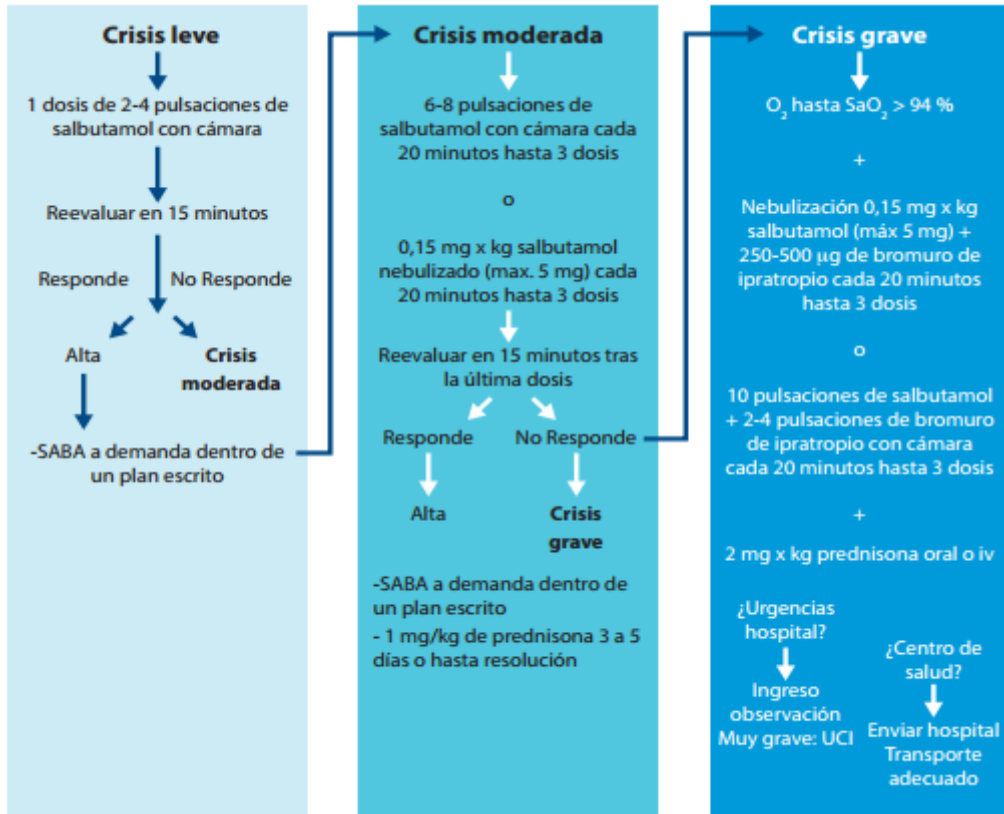 Crisis leve
1 dosis de 2-4 pulsaciones de
salbutamol con cámara
Reevaluar en 15 minutos
Responde
No Responde
Alta
Crisis
moderada
-SABA a demanda dentro de
un plan escrito
Crisis moderada
6-8 pulsaciones de
salbutamol con cámara cada
20 minutos hasta 3 dosis
o
0,15 mg x kg salbutamol
nebulizado (max. 5 mg) cada
20 minutos hasta 3 dosis
Reevaluar en 15 minutos tras
la última dosis
Responde
No Responde
Alta
Crisis
grave
-SABA a demanda dentro de
un plan escrito
- 1 mg/kg de prednisona 3 a 5
días o hasta resolución
Crisis grave
O₂ hasta SaO₂ > 94 %
+
Nebulización 0,15 mg x kg
salbutamol (máx 5 mg) +
250-500 µg de bromuro de
ipratropio cada 20 minutos
hasta 3 dosis
o
10 pulsaciones de salbutamol
+ 2-4 pulsaciones de bromuro
de ipratropio con cámara
cada 20 minutos hasta 3 dosis
+
2 mg x kg prednisona oral o iv
¿Urgencias
hospital?
Ingreso
observación
Muy grave: UCI
¿Centro de
salud?
Enviar hospital
Transporte
adecuado